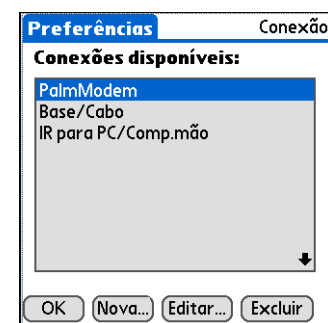 Preferências Conexão
Conexões disponíveis:
PalmModem
Base/Cabo
IR para PC/Comp.mão
OK Nova... Editar... Excluir